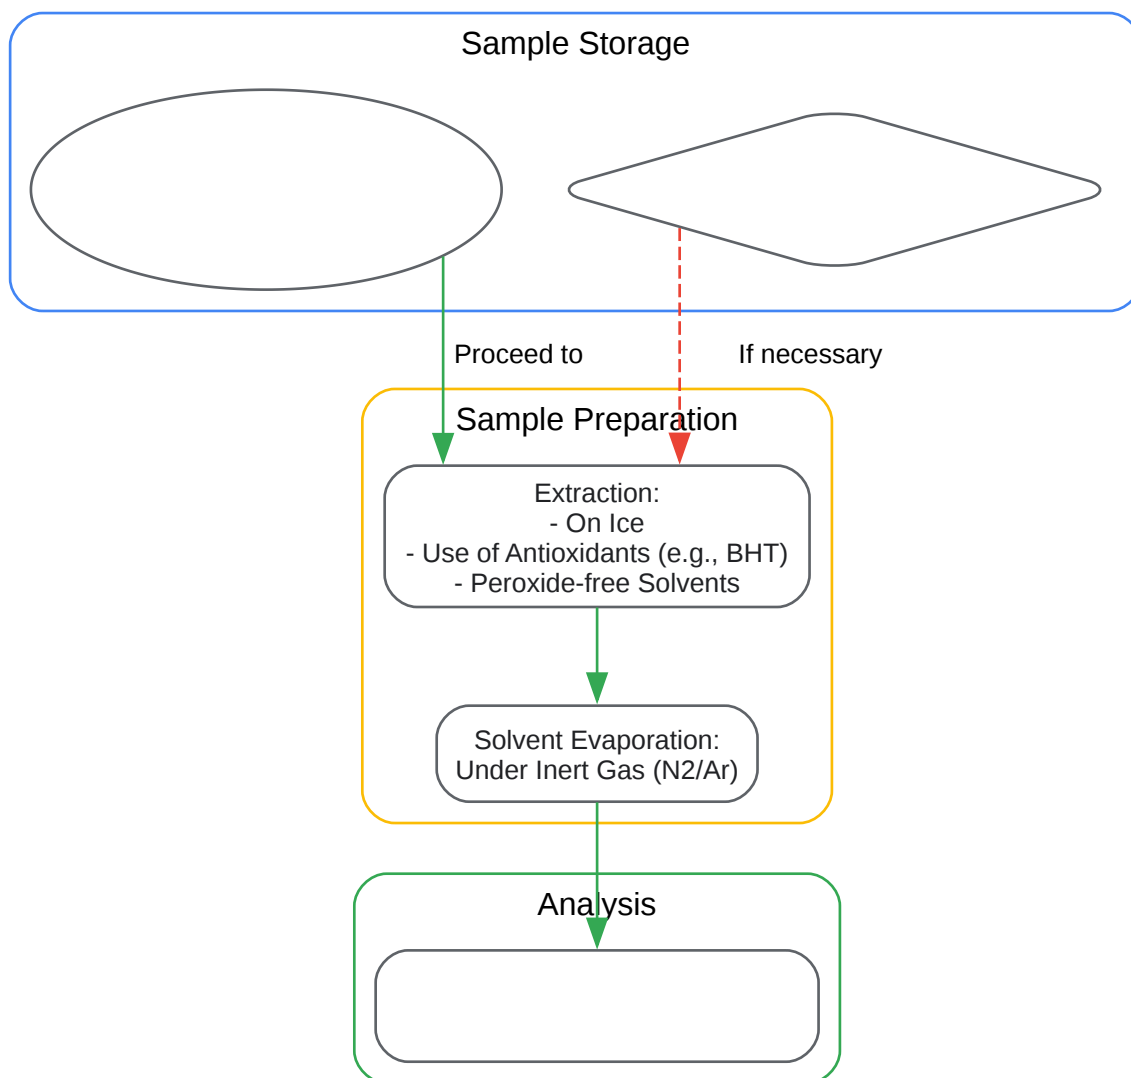 Sample Storage
Proceed to
If necessary
Sample Preparation
Extraction:
- On Ice
- Use of Antioxidants (e.g., BHT)
- Peroxide-free Solvents
Solvent Evaporation:
Under Inert Gas (N2/Ar)
Analysis